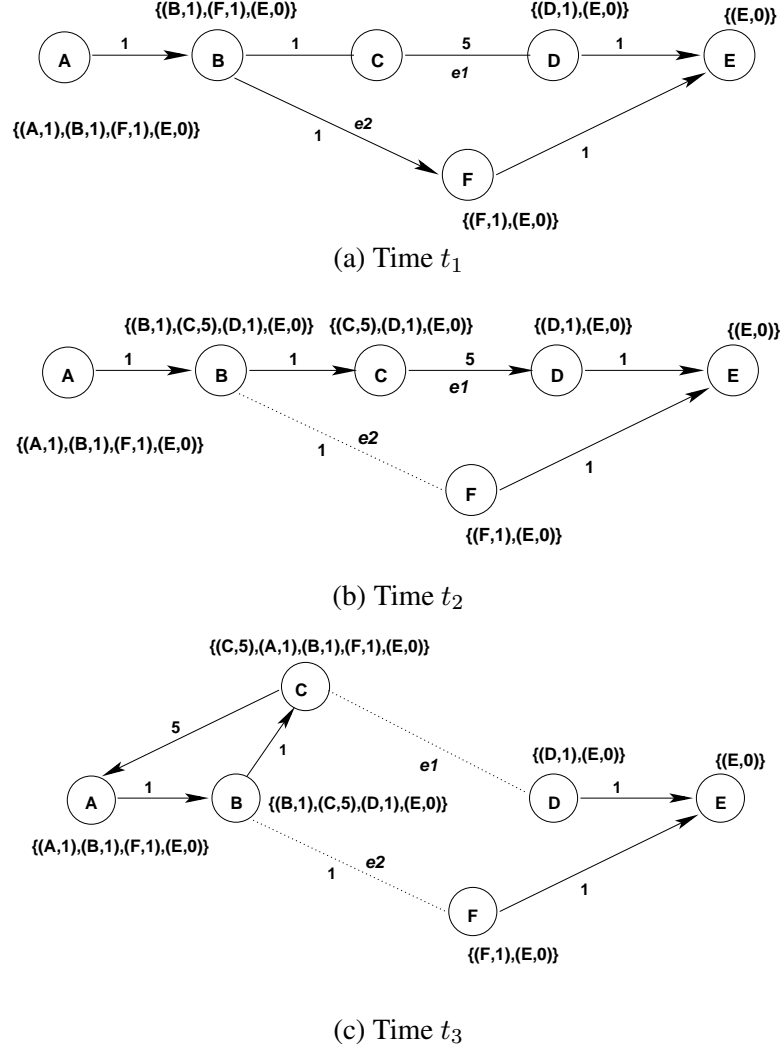 {(B,1),(F,1),(E,0)} {(D,1),(E,0)} {(E,0)}
A 1 B 1 C 5 D 1 E
e1
{(A,1),(B,1),(F,1),(E,0)}
e2
1 1
F
{(F,1),(E,0)}
(a) Time t1
{(B,1),(C,5),(D,1),(E,0)} {(C,5),(D,1),(E,0)} {(D,1),(E,0)} {(E,0)}
A 1 B 1 C 5 D 1 E
e1
{(A,1),(B,1),(F,1),(E,0)}
e2
1 1
F
{(F,1),(E,0)}
(b) Time t2
{(C,5),(A,1),(B,1),(F,1),(E,0)}
C
5 1
e1
{(D,1),(E,0)} {(E,0)}
A 1 B D 1 E
{(B,1),(C,5),(D,1),(E,0)}
{(A,1),(B,1),(F,1),(E,0)}
e2
1 1
F
{(F,1),(E,0)}
(c) Time t3